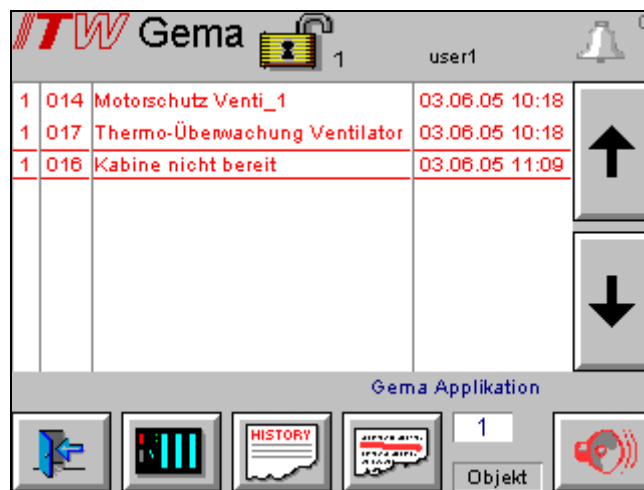 ITW Gema 1 user1
1 014 Motorschutz Venti_1 03.06.05 10:18
1 017 Thermo-Überwachung Ventilator 03.06.05 10:18
1 016 Kabine nicht bereit 03.06.05 11:09
Gema Applikation
HISTORY
1
Objekt